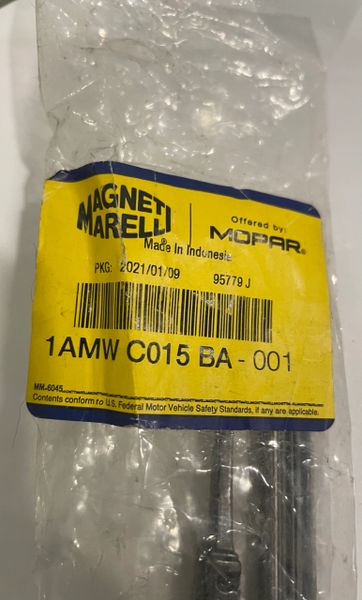 MAGNETI
MARELLI
Offered by:
MOPAR®
Made In Indonesia
PKG: 2021/01/09 95779 J
1AMW C015 BA - 001
MM-6045
Contents conform to U.S. Federal Motor Vehicle Safety Standards, if any are applicable.